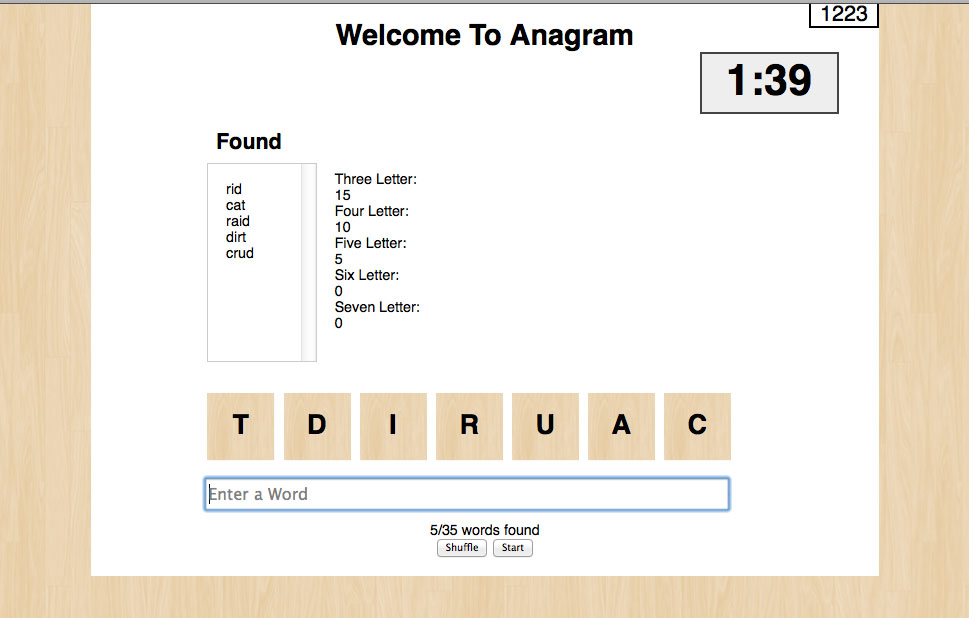 1223
Welcome To Anagram
1:39
Found
rid
cat
raid
dirt
crud
Three Letter:
15
Four Letter:
10
Five Letter:
5
Six Letter:
0
Seven Letter:
0
T D I R U A C
Enter a Word
5/35 words found
Shuffle Start